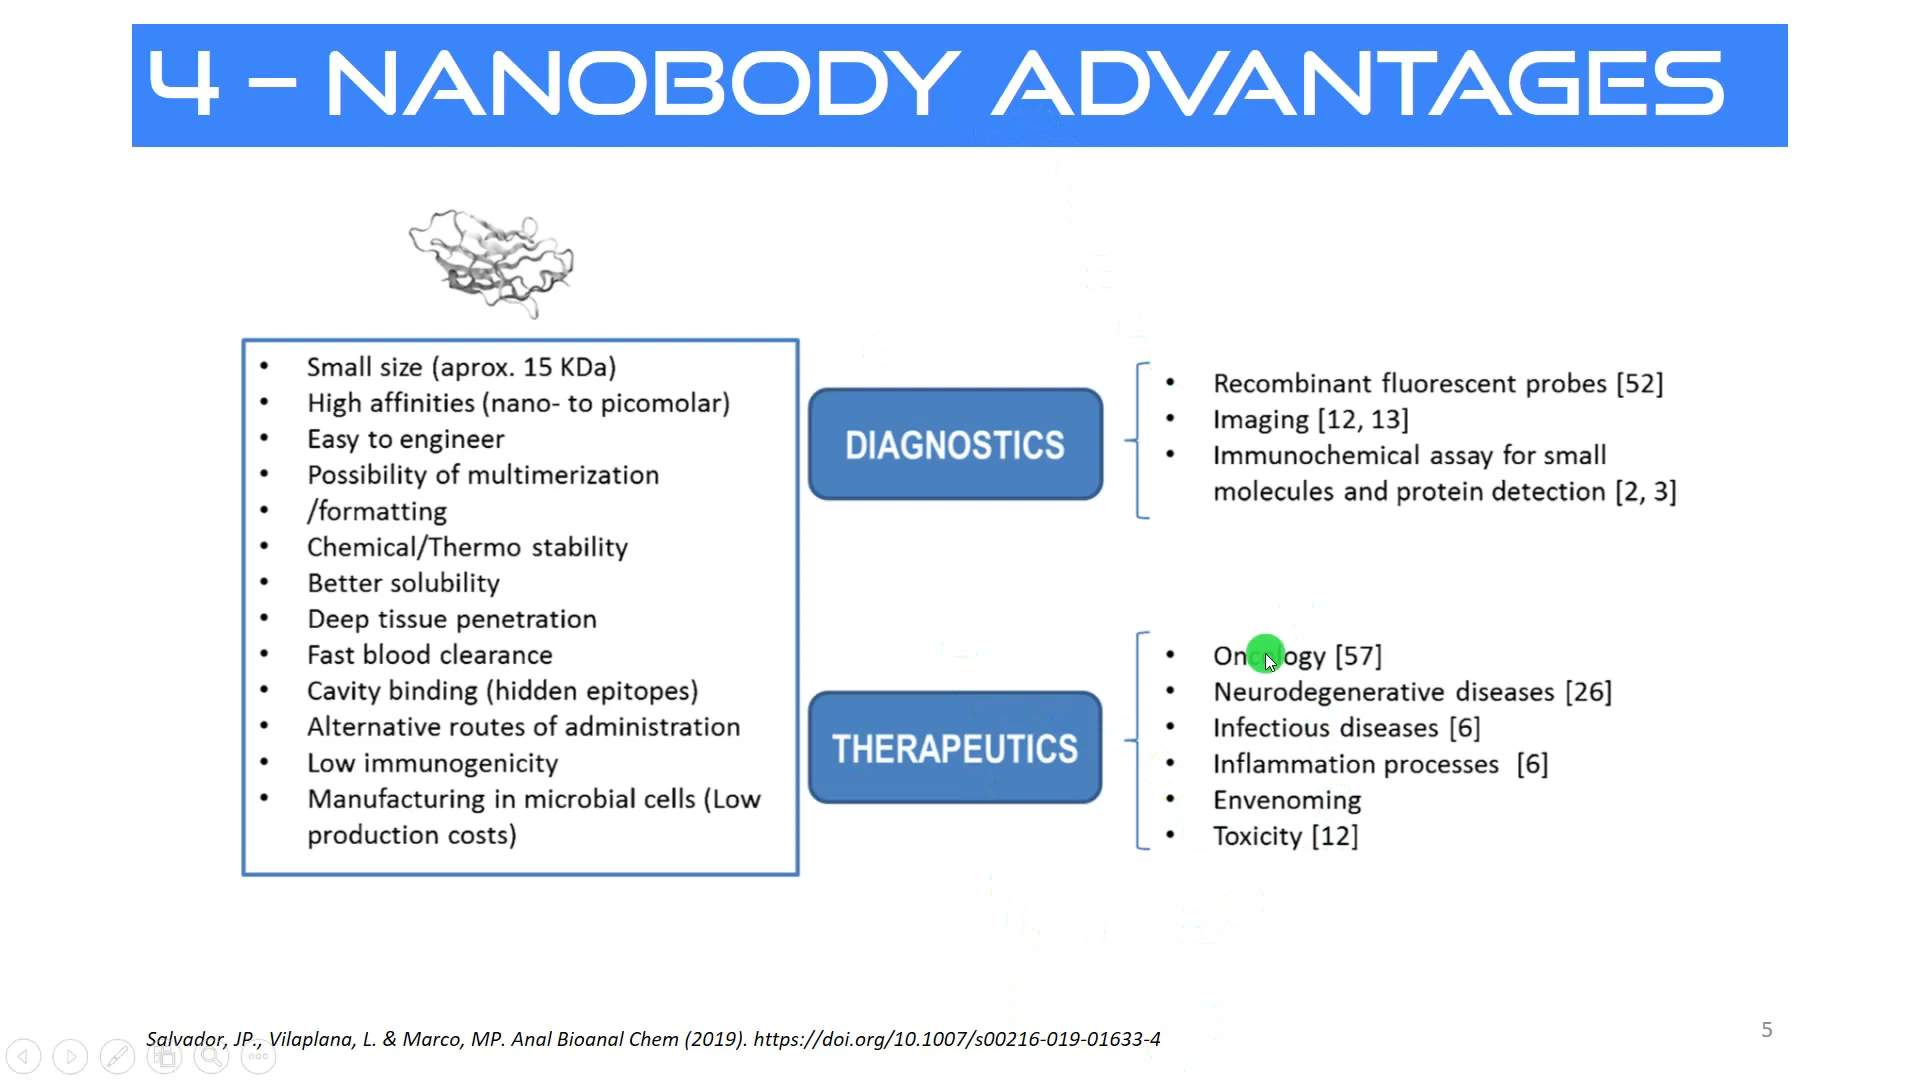 4 - NANOBODY ADVANTAGES
• Small size (aprox. 15 KDa)
• High affinities (nano- to picomolar)
• Easy to engineer
• Possibility of multimerization
• /formatting
• Chemical/Thermo stability
• Better solubility
• Deep tissue penetration
• Fast blood clearance
• Cavity binding (hidden epitopes)
• Alternative routes of administration
• Low immunogenicity
• Manufacturing in microbial cells (Low
production costs)
DIAGNOSTICS
• Recombinant fluorescent probes [52]
• Imaging [12, 13]
• Immunochemical assay for small
molecules and protein detection [2, 3]
THERAPEUTICS
• Oncology [57]
• Neurodegenerative diseases [26]
• Infectious diseases [6]
• Inflammation processes [6]
• Envenoming
• Toxicity [12]
Salvador, JP., Vilaplana, L. & Marco, MP. Anal Bioanal Chem (2019). https://doi.org/10.1007/s00216-019-01633-4
5